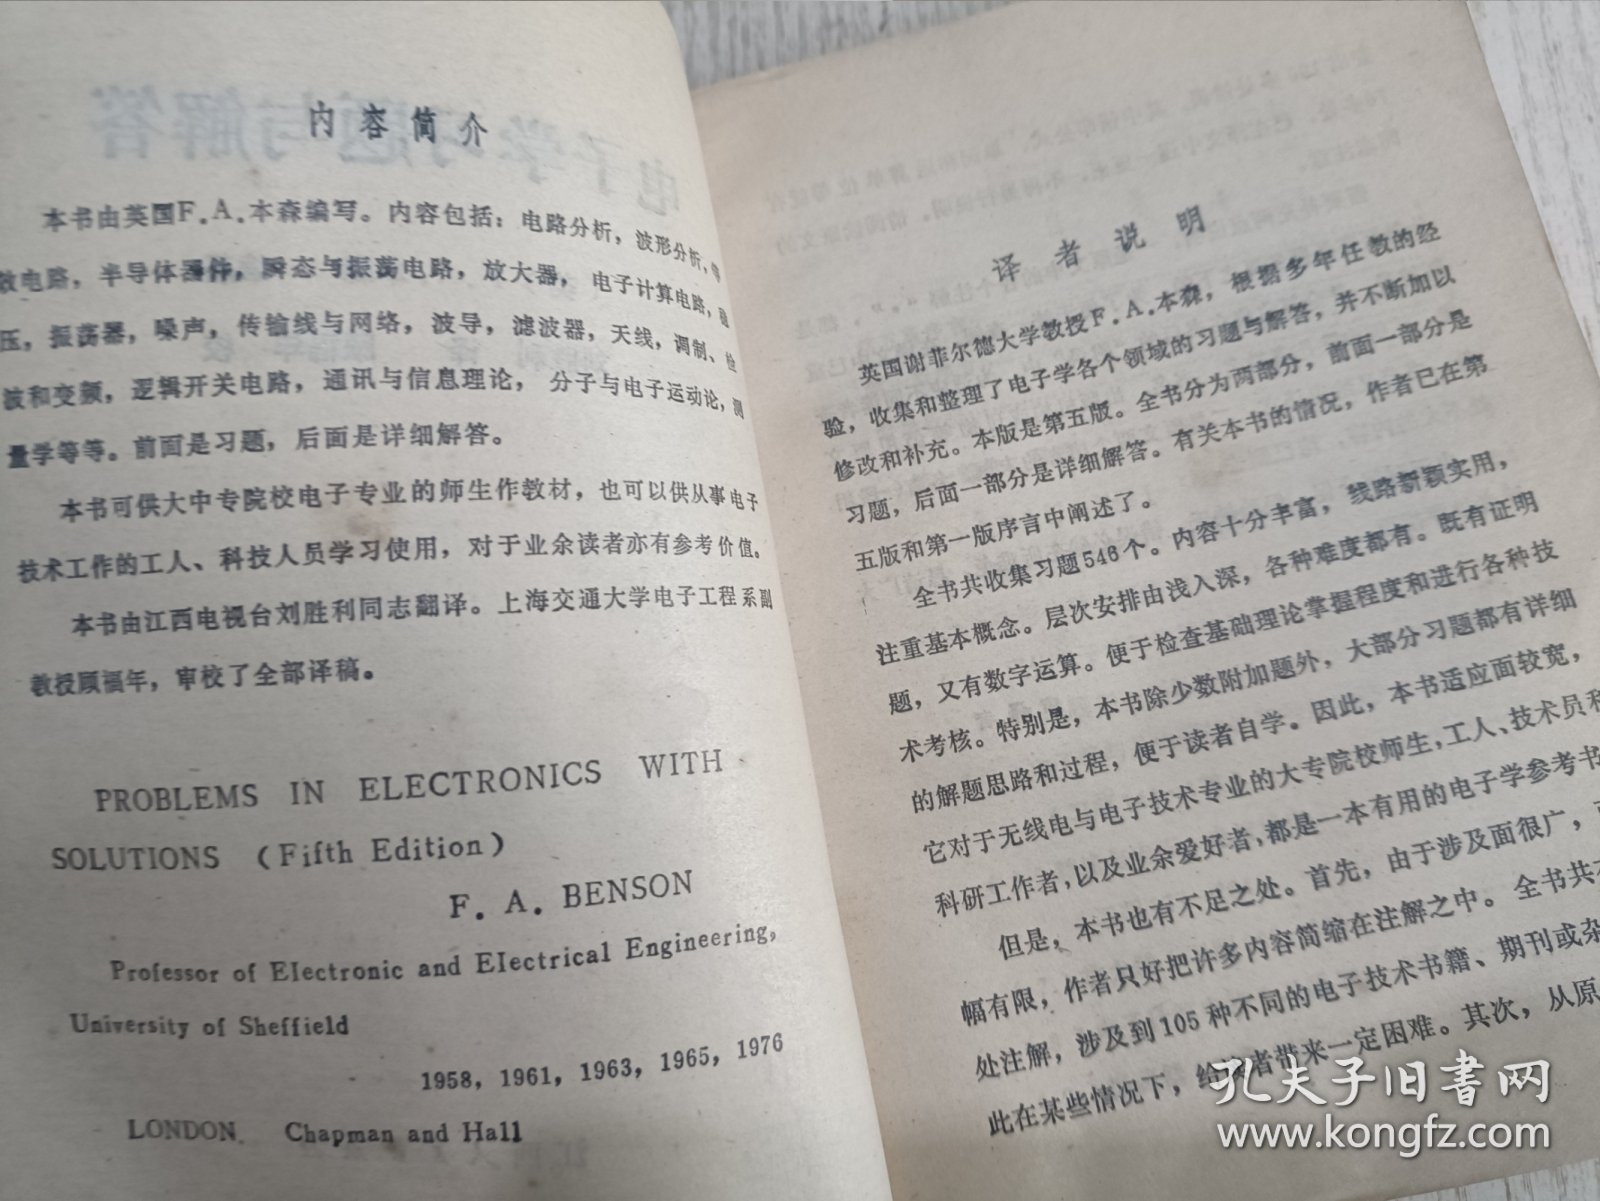 内容简介
本书由英国F.A.本森编写。内容包括：电路分析，波形分析，
散电路，半导体器件，瞬态与振荡电路，放大器，电子计算电路，
压，振荡器，噪声，传输线与网络，波导，滤波器，天线，调制、检
波和变频，逻辑开关电路，通讯与信息理论，分子与电子运动论，测
量学等等。前面是习题，后面是详细解答。
本书可供大中专院校电子专业的师生作教材，也可以供从事电子
技术工作的工人、科技人员学习使用，对于业余读者亦有参考价值。
本书由江西电视台刘胜利同志翻译。上海交通大学电子工程系副
教授顾福年，审校了全部译稿。
PROBLEMS IN ELECTRONICS WITH
SOLUTIONS (Fifth Edition)
F. A. BENSON
Professor of Electronic and Electrical Engineering,
University of Sheffield
1958, 1961, 1963, 1965, 1976
LONDON Chapman and Hall
译者说明
英国谢菲尔德大学教授F.A.本森，根据多年任教的经
验，收集和整理了电子学各个领域的习题与解答，并不断加以
修改和补充。本版是第五版。全书分为两部分，前面一部分是
习题，后面一部分是详细解答。有关本书的情况，作者已在第
五版和第一版序言中阐述了。
全书共收集习题546个。内容十分丰富，线路新颖实用，
注重基本概念。层次安排由浅入深，各种难度都有。既有证明
题，又有数字运算。便于检查基础理论掌握程度和进行各种技
术考核。特别是，本书除少数附加题外，大部分习题都有详细
的解题思路和过程，便于读者自学。因此，本书适应面较宽，
它对于无线电与电子技术专业的大专院校师生，工人、技术员和
科研工作者，以及业余爱好者，都是一本有用的电子学参考书
但是，本书也有不足之处。首先，由于涉及面很广，
幅有限，作者只好把许多内容简缩在注解之中。全书共有
处注解，涉及到105种不同的电子技术书籍、期刊或杂
此在某些情况下，给读者带来一定困难。其次，从原
孔夫子旧书网
www.kongfz.com